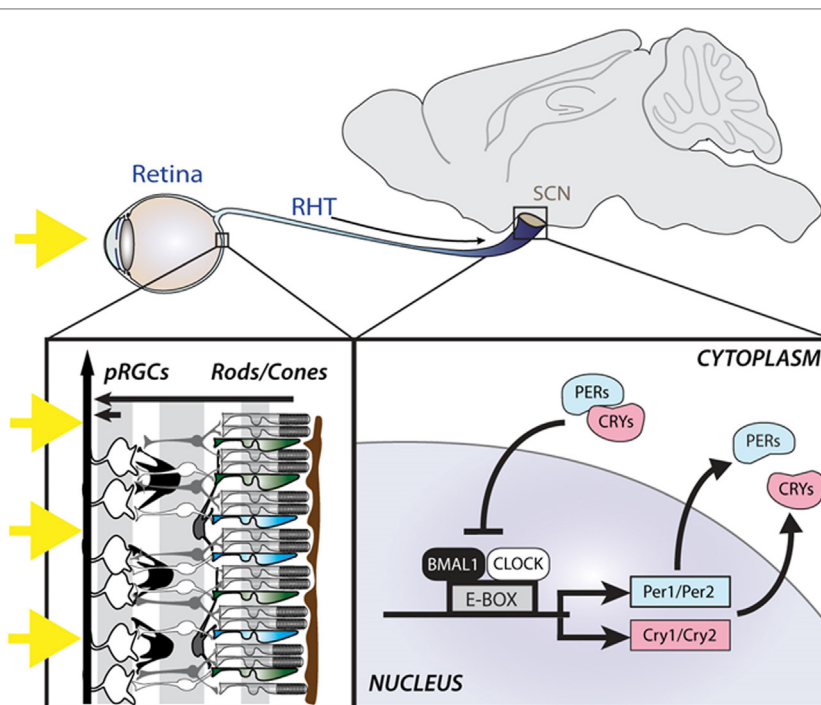 Retina
RHT
SCN
pRGCs
Rods/Cones
CYTOPLASM
PERs
CRYs
PERs
CRYs
BMAL1
CLOCK
E-BOX
Per1/Per2
Cry1/Cry2
NUCLEUS